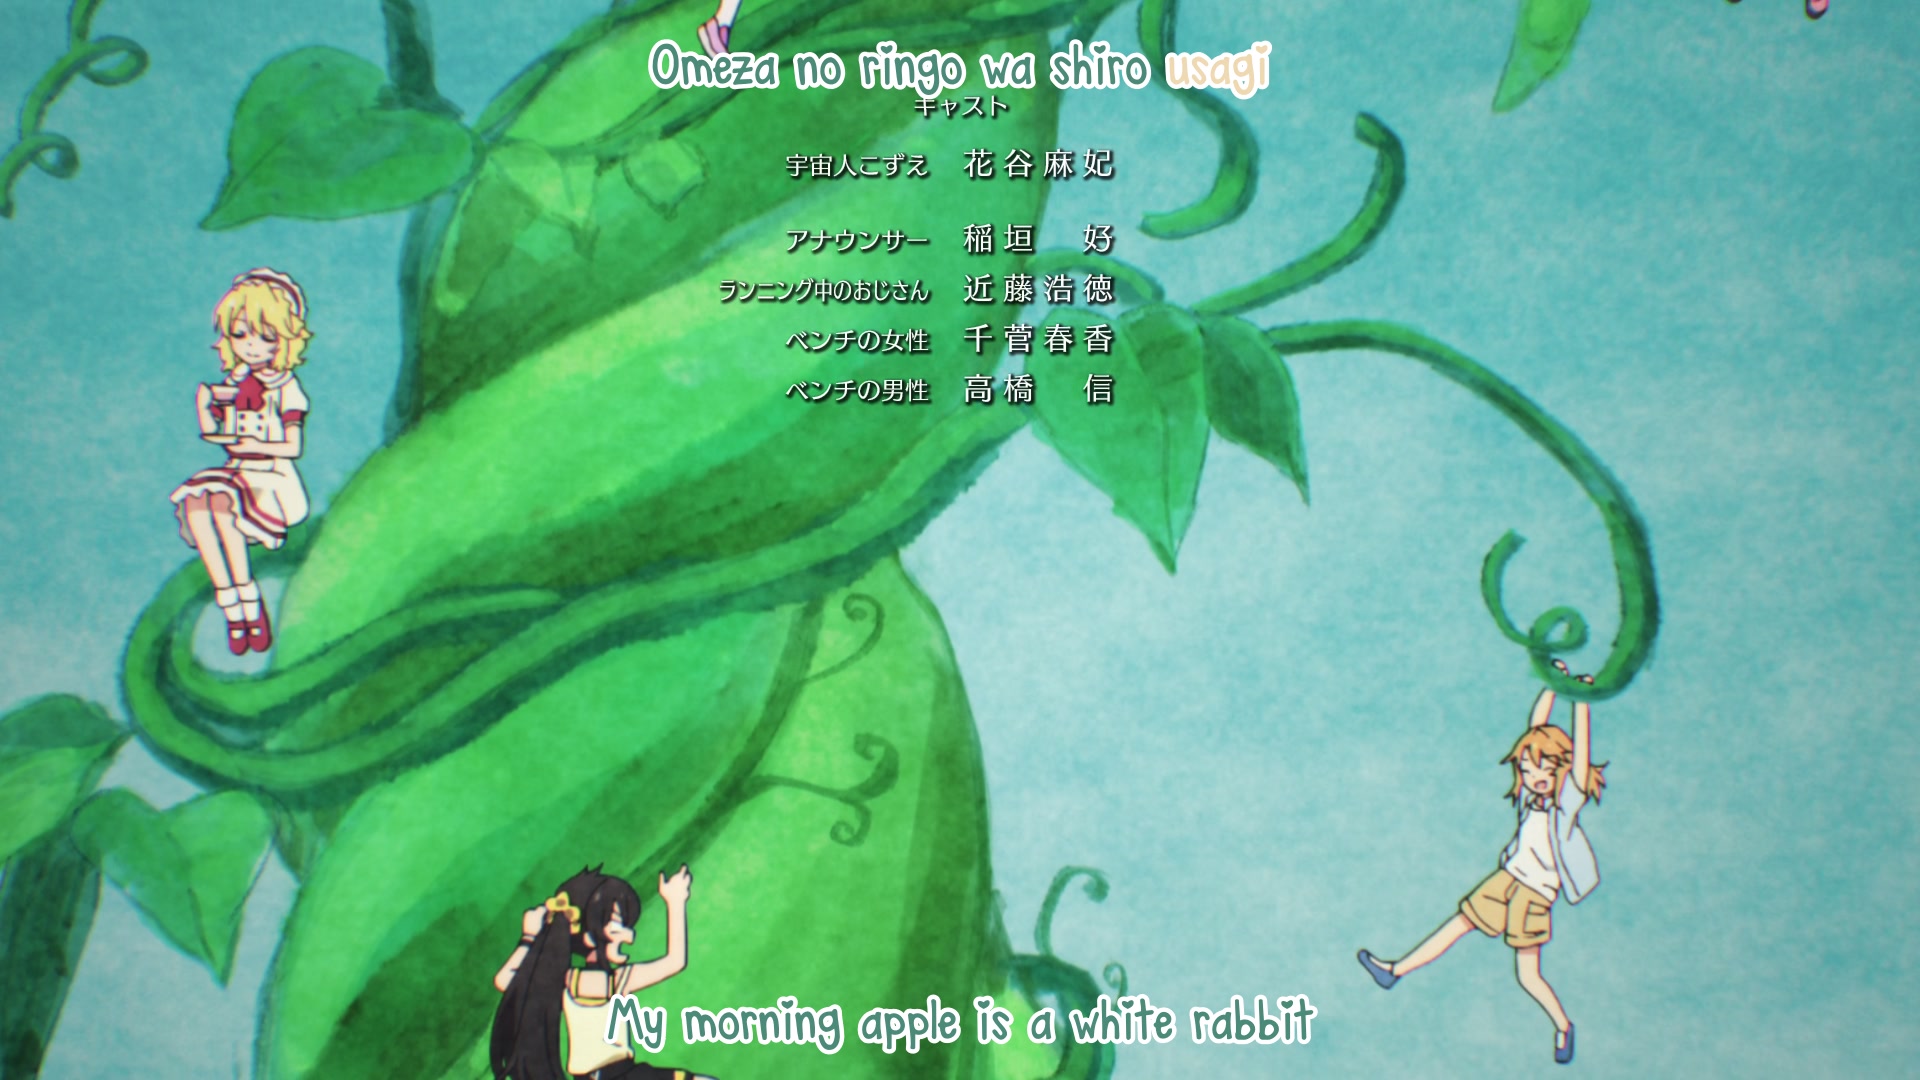 Omeza no ringo wa shiro usagi
キャスト
宇宙人こずえ 花谷麻妃
アナウンサー 稲垣 好
ランニング中のおじさん 近藤浩徳
ベンチの女性 千菅春香
ベンチの男性 高橋 信
My morning apple is a white rabbit